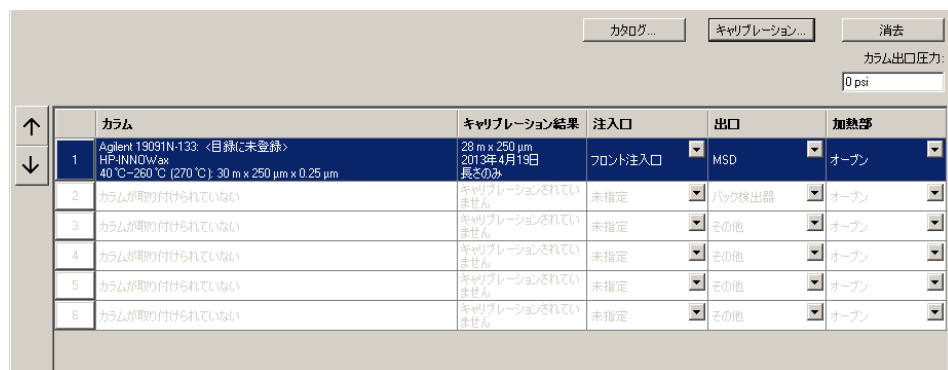 カタログ...
キャリブレーション...
消去
カラム出口圧力:
0 psi
カラム
キャリブレーション結果
注入口
出口
加熱部
1
Agilent 19091N-133: <目録に未登録>
HP-INNOWax
40 ℃-260 ℃ (270 ℃): 30 m x 250 µm x 0.25 µm
28 m x 250 µm
2013年4月19日
長さのみ
フロント注入口
MSD
オーブン
2
カラムが取り付けられていない
キャリブレーションされてい
ません
未指定
バック検出器
オーブン
3
カラムが取り付けられていない
キャリブレーションされてい
ません
未指定
その他
オーブン
4
カラムが取り付けられていない
キャリブレーションされてい
ません
未指定
その他
オーブン
5
カラムが取り付けられていない
キャリブレーションされてい
ません
未指定
その他
オーブン
6
カラムが取り付けられていない
キャリブレーションされてい
ません
未指定
その他
オーブン